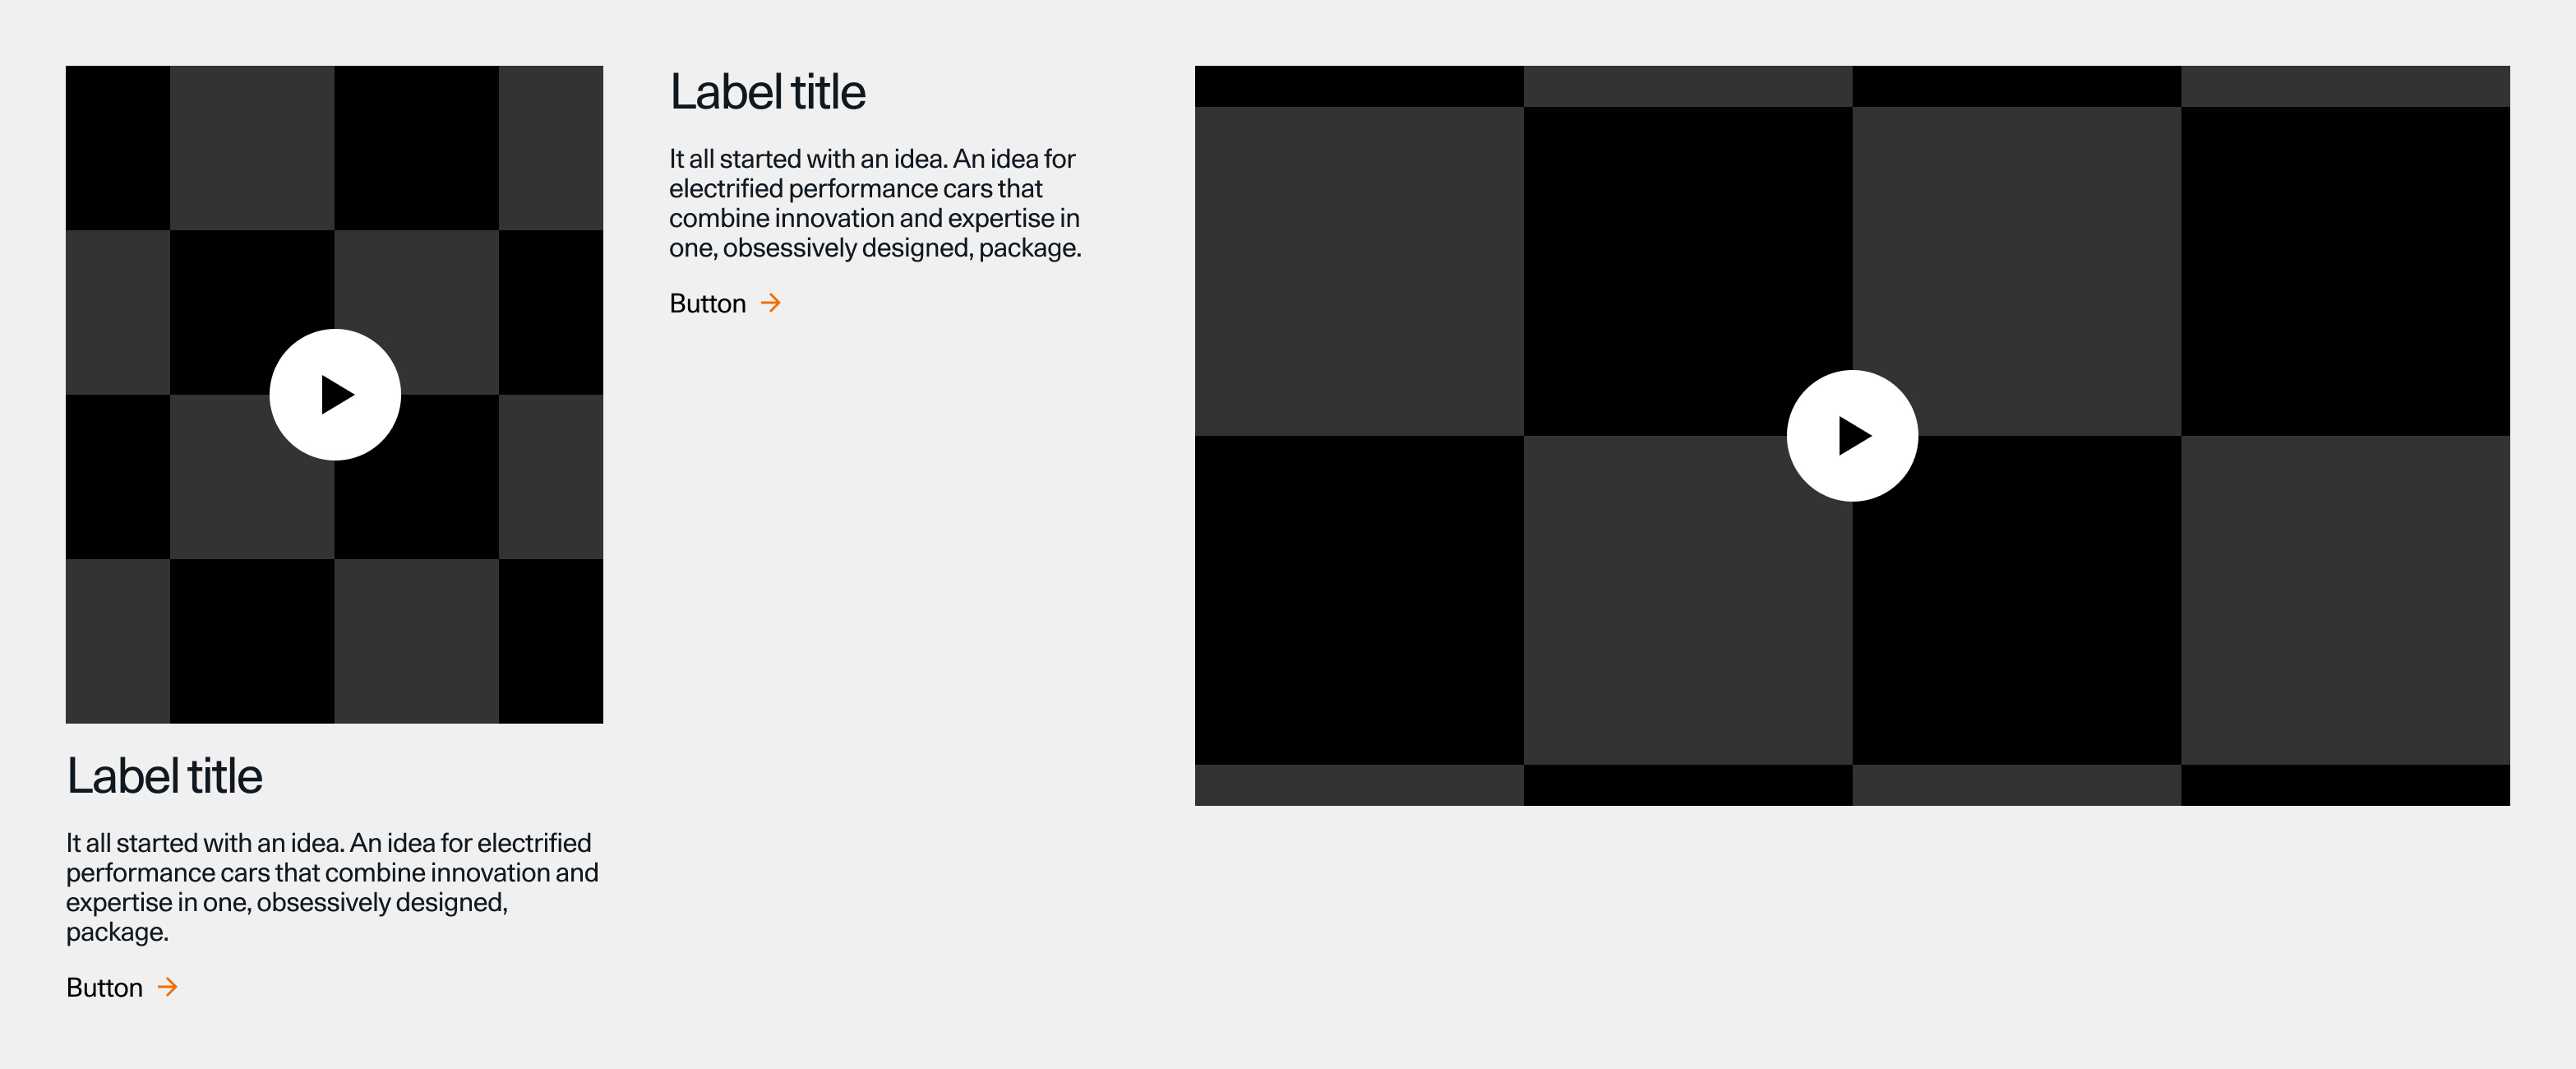 Label title
It all started with an idea. An idea for electrified
performance cars that combine innovation and
expertise in one, obsessively designed,
package.
Button
Label title
It all started with an idea. An idea for
electrified performance cars that
combine innovation and expertise in
one, obsessively designed, package.
Button